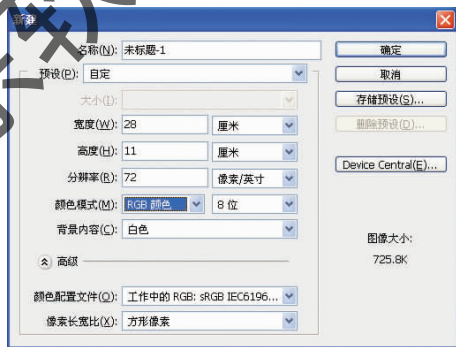 新建
名称(N): 未标题-1
确定
预设(P): 自定
取消
大小(I):
存储预设(S)...
宽度(W): 28 厘米
删除预设(D)...
高度(H): 11 厘米
Device Central(E)...
分辨率(R): 72 像素/英寸
颜色模式(M): RGB 颜色 8 位
背景内容(C): 白色
图像大小:
725.8K
高级
颜色配置文件(O): 工作中的 RGB: sRGB IEC6196...
像素长宽比(X): 方形像素